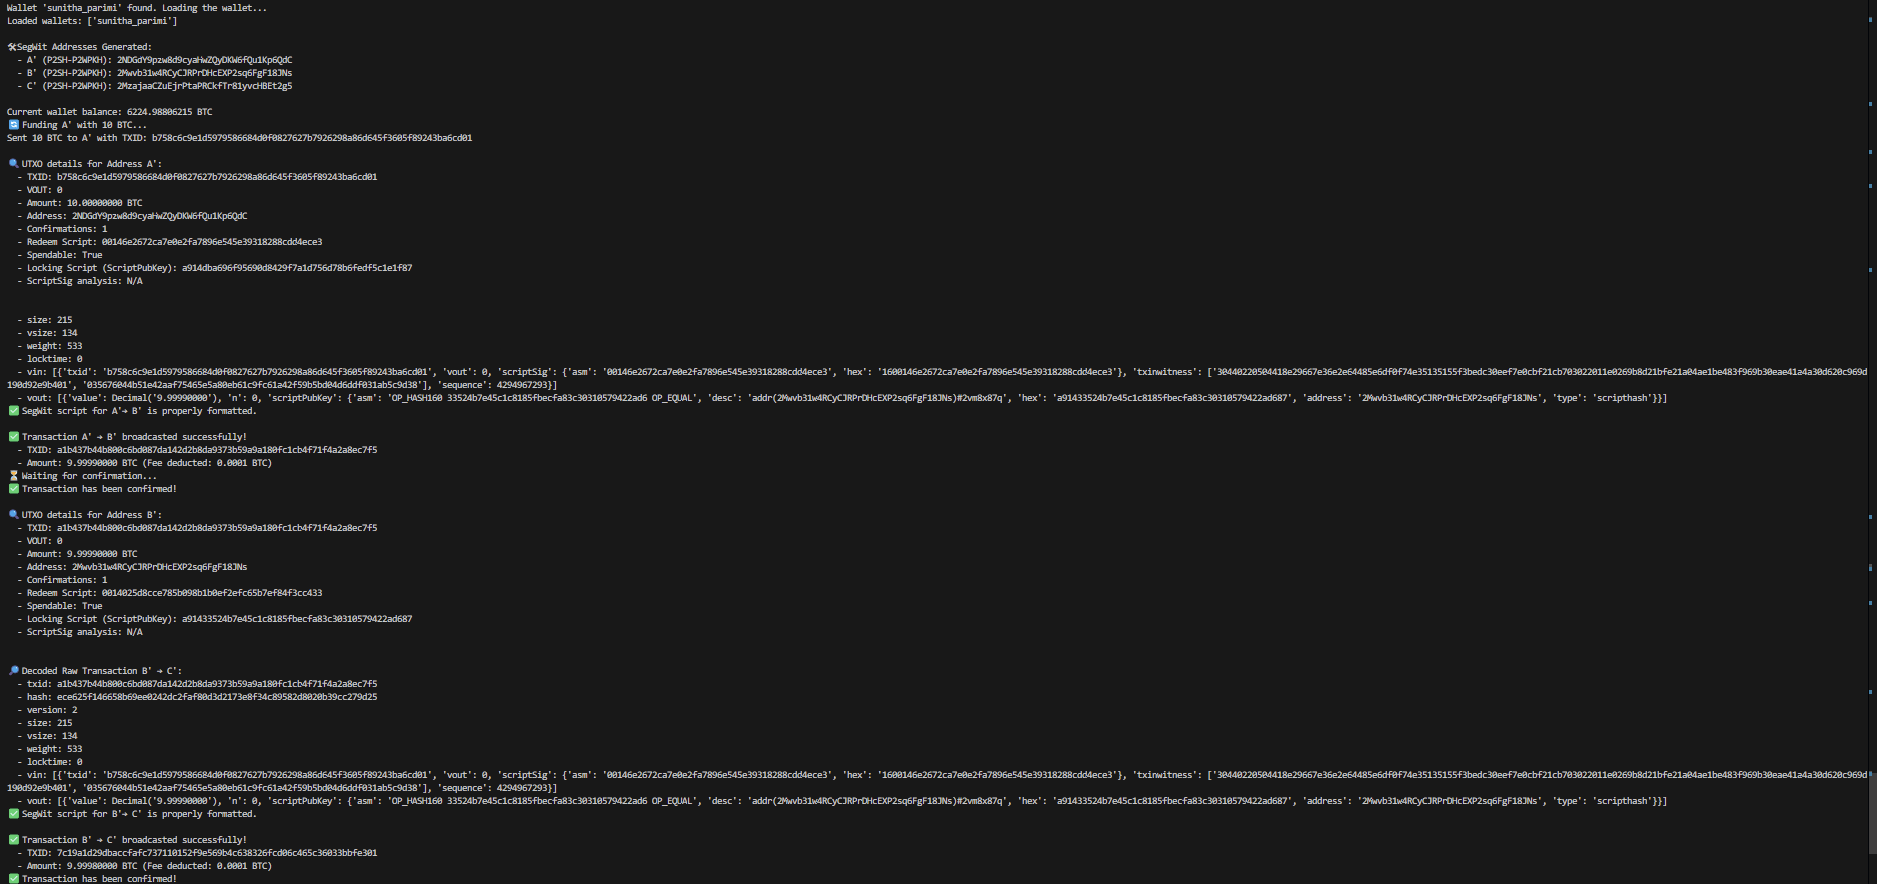 Wallet 'sunitha_parimi' found. Loading the wallet...
Loaded wallets: ['sunitha_parimi']
🛠SegWit Addresses Generated:
- A' (P2SH-P2WPKH): 2NDGdY9pzw8d9cyaHwZQyDKW6fQu1Kp6QdC
- B' (P2SH-P2WPKH): 2Mwvb31w4RCyCJRPrDHcEXP2sq6FgF18JNs
- C' (P2SH-P2WPKH): 2MzajaaCZuEjrPtaPRCkfTr81yvcHBEt2g5
Current wallet balance: 6224.98806215 BTC
🔄 Funding A' with 10 BTC...
Sent 10 BTC to A' with TXID: b758c6c9e1d5979586684d0f0827627b7926298a86d645f3605f89243ba6cd01
🔍 UTXO details for Address A':
- TXID: b758c6c9e1d5979586684d0f0827627b7926298a86d645f3605f89243ba6cd01
- VOUT: 0
- Amount: 10.00000000 BTC
- Address: 2NDGdY9pzw8d9cyaHwZQyDKW6fQu1Kp6QdC
- Confirmations: 1
- Redeem Script: 00146e2672ca7e0e2fa7896e545e39318288cdd4ece3
- Spendable: True
- Locking Script (ScriptPubKey): a914dba696f95690d8429f7a1d756d78b6fedf5c1e1f87
- ScriptSig analysis: N/A
- size: 215
- vsize: 134
- weight: 533
- locktime: 0
- vin: [{'txid': 'b758c6c9e1d5979586684d0f0827627b7926298a86d645f3605f89243ba6cd01', 'vout': 0, 'scriptSig': {'asm': '00146e2672ca7e0e2fa7896e545e39318288cdd4ece3', 'hex': '1600146e2672ca7e0e2fa7896e545e39318288cdd4ece3'}, 'txinwitness': ['30440220504418e29667e36e2e64485e6df0f74e35135155f3bedc30eef7e0cbf21cb703022011e0269b8d21bfe21a04ae1be483f969b30eae41a4a30d620c969d
190d92e9b401', '035676044b51e42aaf75465e5a80eb61c9fc61a42f59b5bd04d6ddf031ab5c9d38'], 'sequence': 4294967293}]
- vout: [{'value': Decimal('9.99990000'), 'n': 0, 'scriptPubKey': {'asm': 'OP_HASH160 33524b7e45c1c8185fbecfa83c30310579422ad6 OP_EQUAL', 'desc': 'addr(2Mwvb31w4RCyCJRPrDHcEXP2sq6FgF18JNs)#2vm8x87q', 'hex': 'a91433524b7e45c1c8185fbecfa83c30310579422ad687', 'address': '2Mwvb31w4RCyCJRPrDHcEXP2sq6FgF18JNs', 'type': 'scripthash'}}]
✅ SegWit script for A'→ B' is properly formatted.
✅ Transaction A' → B' broadcasted successfully!
- TXID: a1b437b44b800c6bd087da142d2b8da9373b59a9a180fc1cb4f71f4a2a8ec7f5
- Amount: 9.99990000 BTC (Fee deducted: 0.0001 BTC)
⏳ Waiting for confirmation...
✅ Transaction has been confirmed!
🔍 UTXO details for Address B':
- TXID: a1b437b44b800c6bd087da142d2b8da9373b59a9a180fc1cb4f71f4a2a8ec7f5
- VOUT: 0
- Amount: 9.99990000 BTC
- Address: 2Mwvb31w4RCyCJRPrDHcEXP2sq6FgF18JNs
- Confirmations: 1
- Redeem Script: 0014025d8cce785b098b1b0ef2efc65b7ef84f3cc433
- Spendable: True
- Locking Script (ScriptPubKey): a91433524b7e45c1c8185fbecfa83c30310579422ad687
- ScriptSig analysis: N/A
🔎 Decoded Raw Transaction B' → C':
- txid: a1b437b44b800c6bd087da142d2b8da9373b59a9a180fc1cb4f71f4a2a8ec7f5
- hash: ece625f146658b69ee0242dc2faf80d3d2173e8f34c89582d8020b39cc279d25
- version: 2
- size: 215
- vsize: 134
- weight: 533
- locktime: 0
- vin: [{'txid': 'b758c6c9e1d5979586684d0f0827627b7926298a86d645f3605f89243ba6cd01', 'vout': 0, 'scriptSig': {'asm': '00146e2672ca7e0e2fa7896e545e39318288cdd4ece3', 'hex': '1600146e2672ca7e0e2fa7896e545e39318288cdd4ece3'}, 'txinwitness': ['30440220504418e29667e36e2e64485e6df0f74e35135155f3bedc30eef7e0cbf21cb703022011e0269b8d21bfe21a04ae1be483f969b30eae41a4a30d620c969d
190d92e9b401', '035676044b51e42aaf75465e5a80eb61c9fc61a42f59b5bd04d6ddf031ab5c9d38'], 'sequence': 4294967293}]
- vout: [{'value': Decimal('9.99990000'), 'n': 0, 'scriptPubKey': {'asm': 'OP_HASH160 33524b7e45c1c8185fbecfa83c30310579422ad6 OP_EQUAL', 'desc': 'addr(2Mwvb31w4RCyCJRPrDHcEXP2sq6FgF18JNs)#2vm8x87q', 'hex': 'a91433524b7e45c1c8185fbecfa83c30310579422ad687', 'address': '2Mwvb31w4RCyCJRPrDHcEXP2sq6FgF18JNs', 'type': 'scripthash'}}]
✅ SegWit script for B'→ C' is properly formatted.
✅ Transaction B' → C' broadcasted successfully!
- TXID: 7c19a1d29dbaccfafc737110152f9e569b4c638326fcd06c465c36033bbfe301
- Amount: 9.99980000 BTC (Fee deducted: 0.0001 BTC)
✅ Transaction has been confirmed!